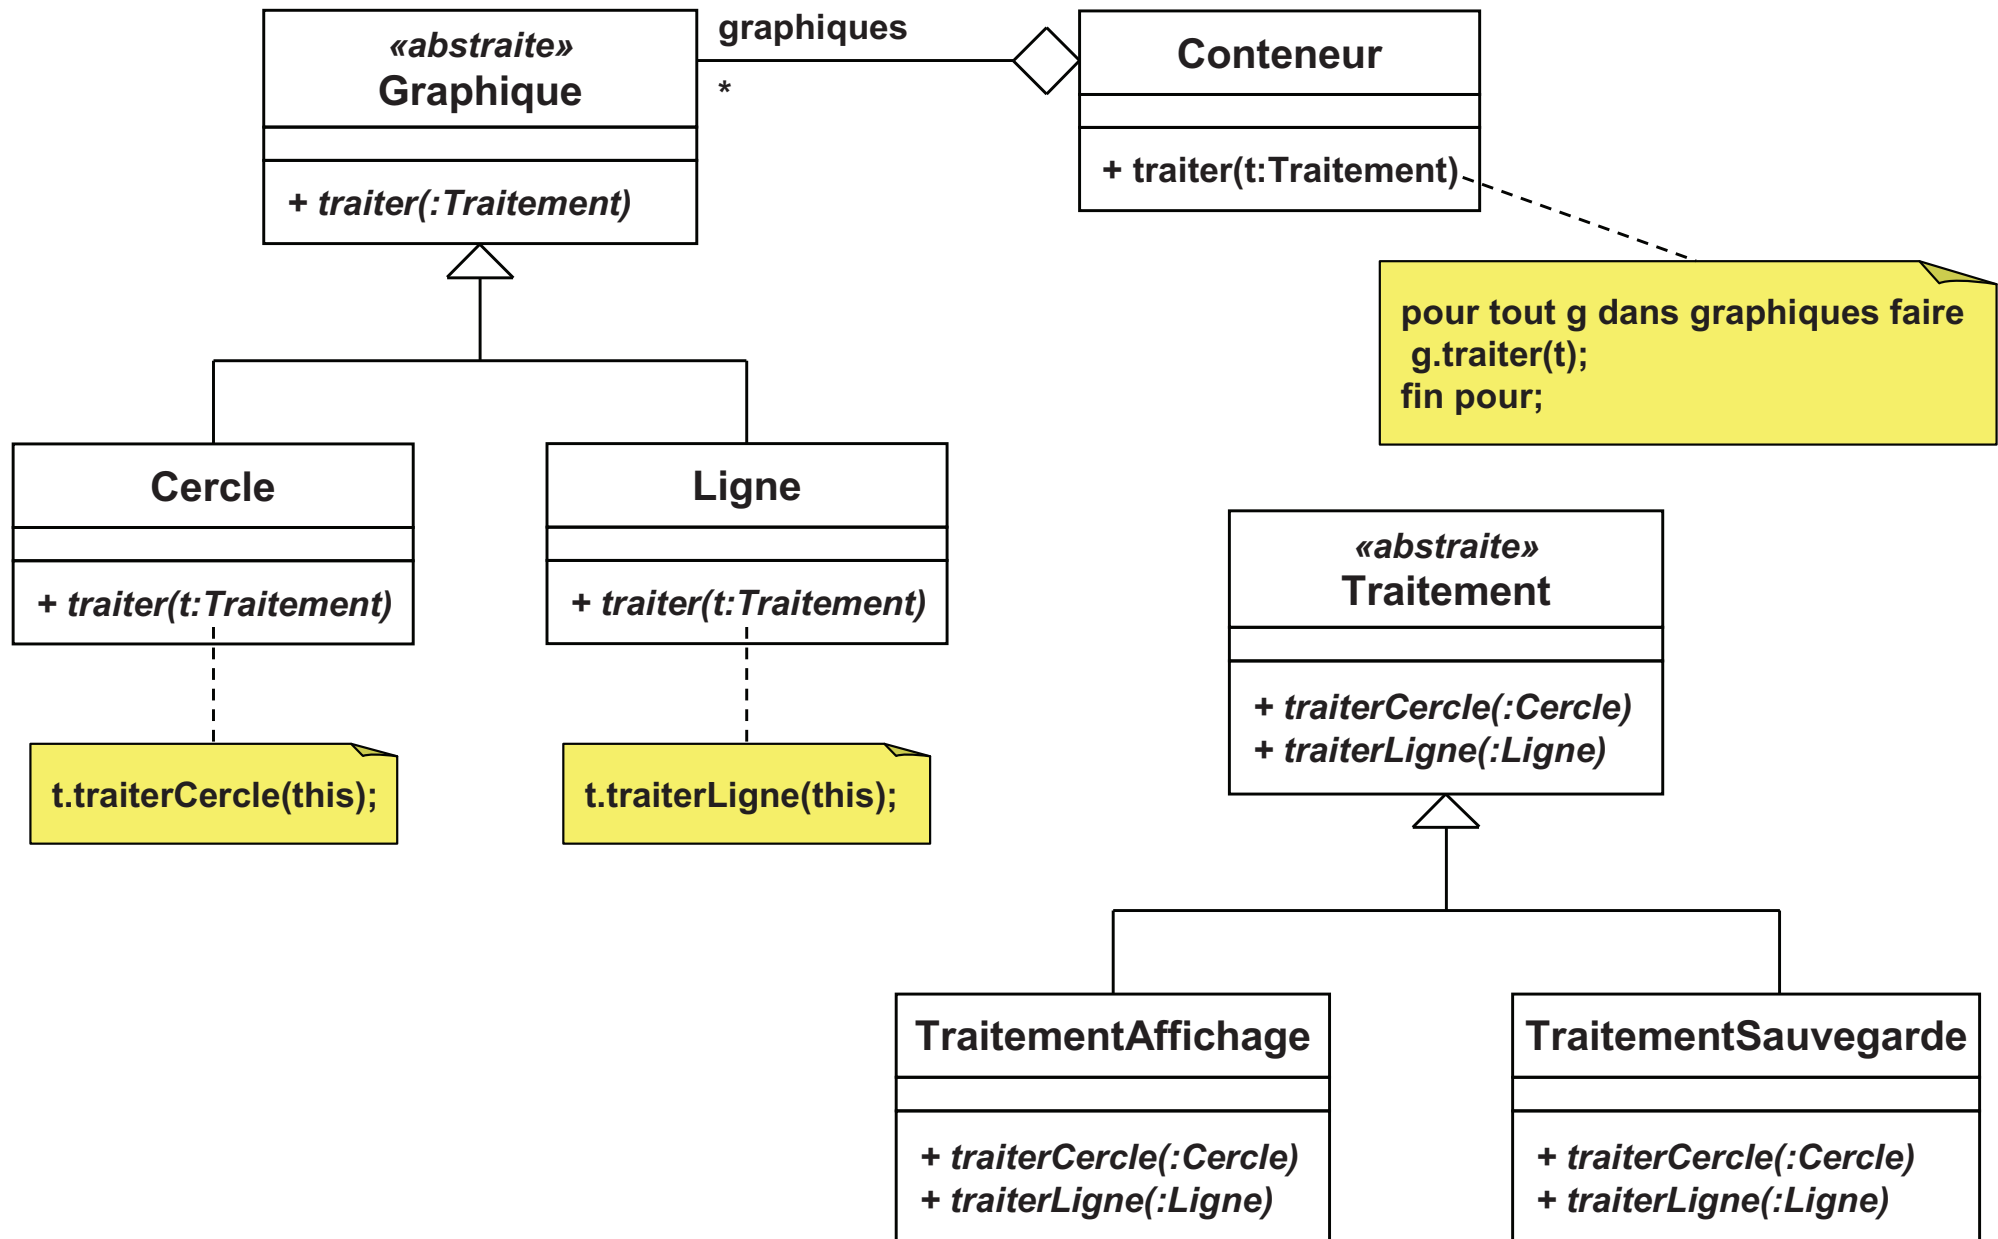 «abstraite»
Graphique
+ traiter(:Traitement)
graphiques
*
Conteneur
+ traiter(t:Traitement)
pour tout g dans graphiques faire
g.traiter(t);
fin pour;
Cercle
+ traiter(t:Traitement)
t.traiterCercle(this);
Ligne
+ traiter(t:Traitement)
t.traiterLigne(this);
«abstraite»
Traitement
+ traiterCercle(:Cercle)
+ traiterLigne(:Ligne)
TraitementAffichage
+ traiterCercle(:Cercle)
+ traiterLigne(:Ligne)
TraitementSauvegarde
+ traiterCercle(:Cercle)
+ traiterLigne(:Ligne)